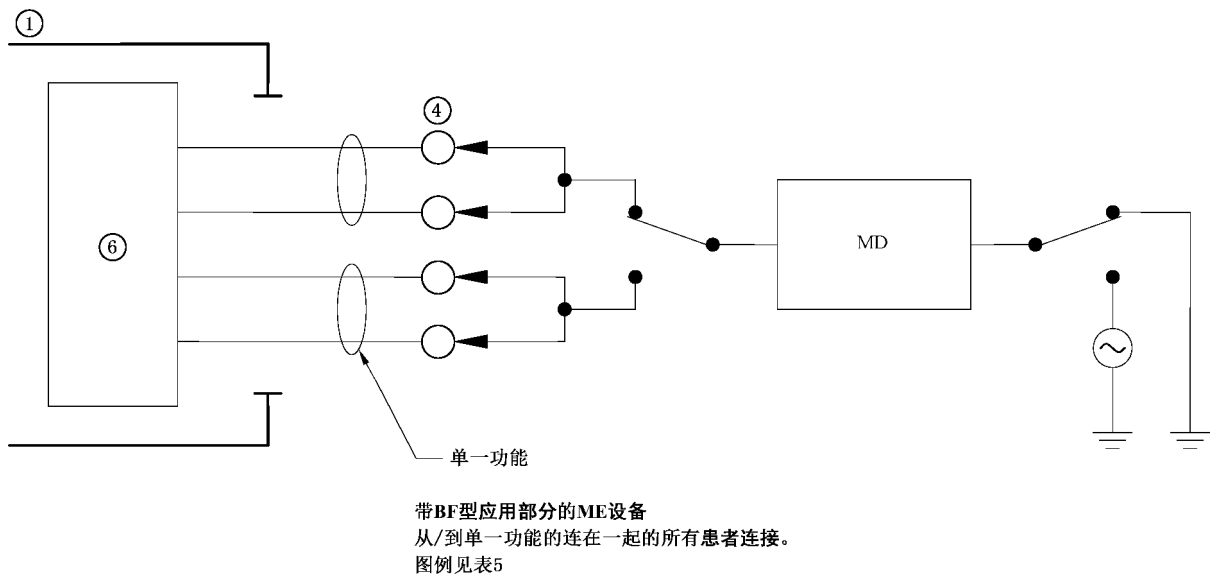 ①
④
⑥
MD
单一功能
带BF型应用部分的ME设备
从/到单一功能的连在一起的所有患者连接。
图例见表5